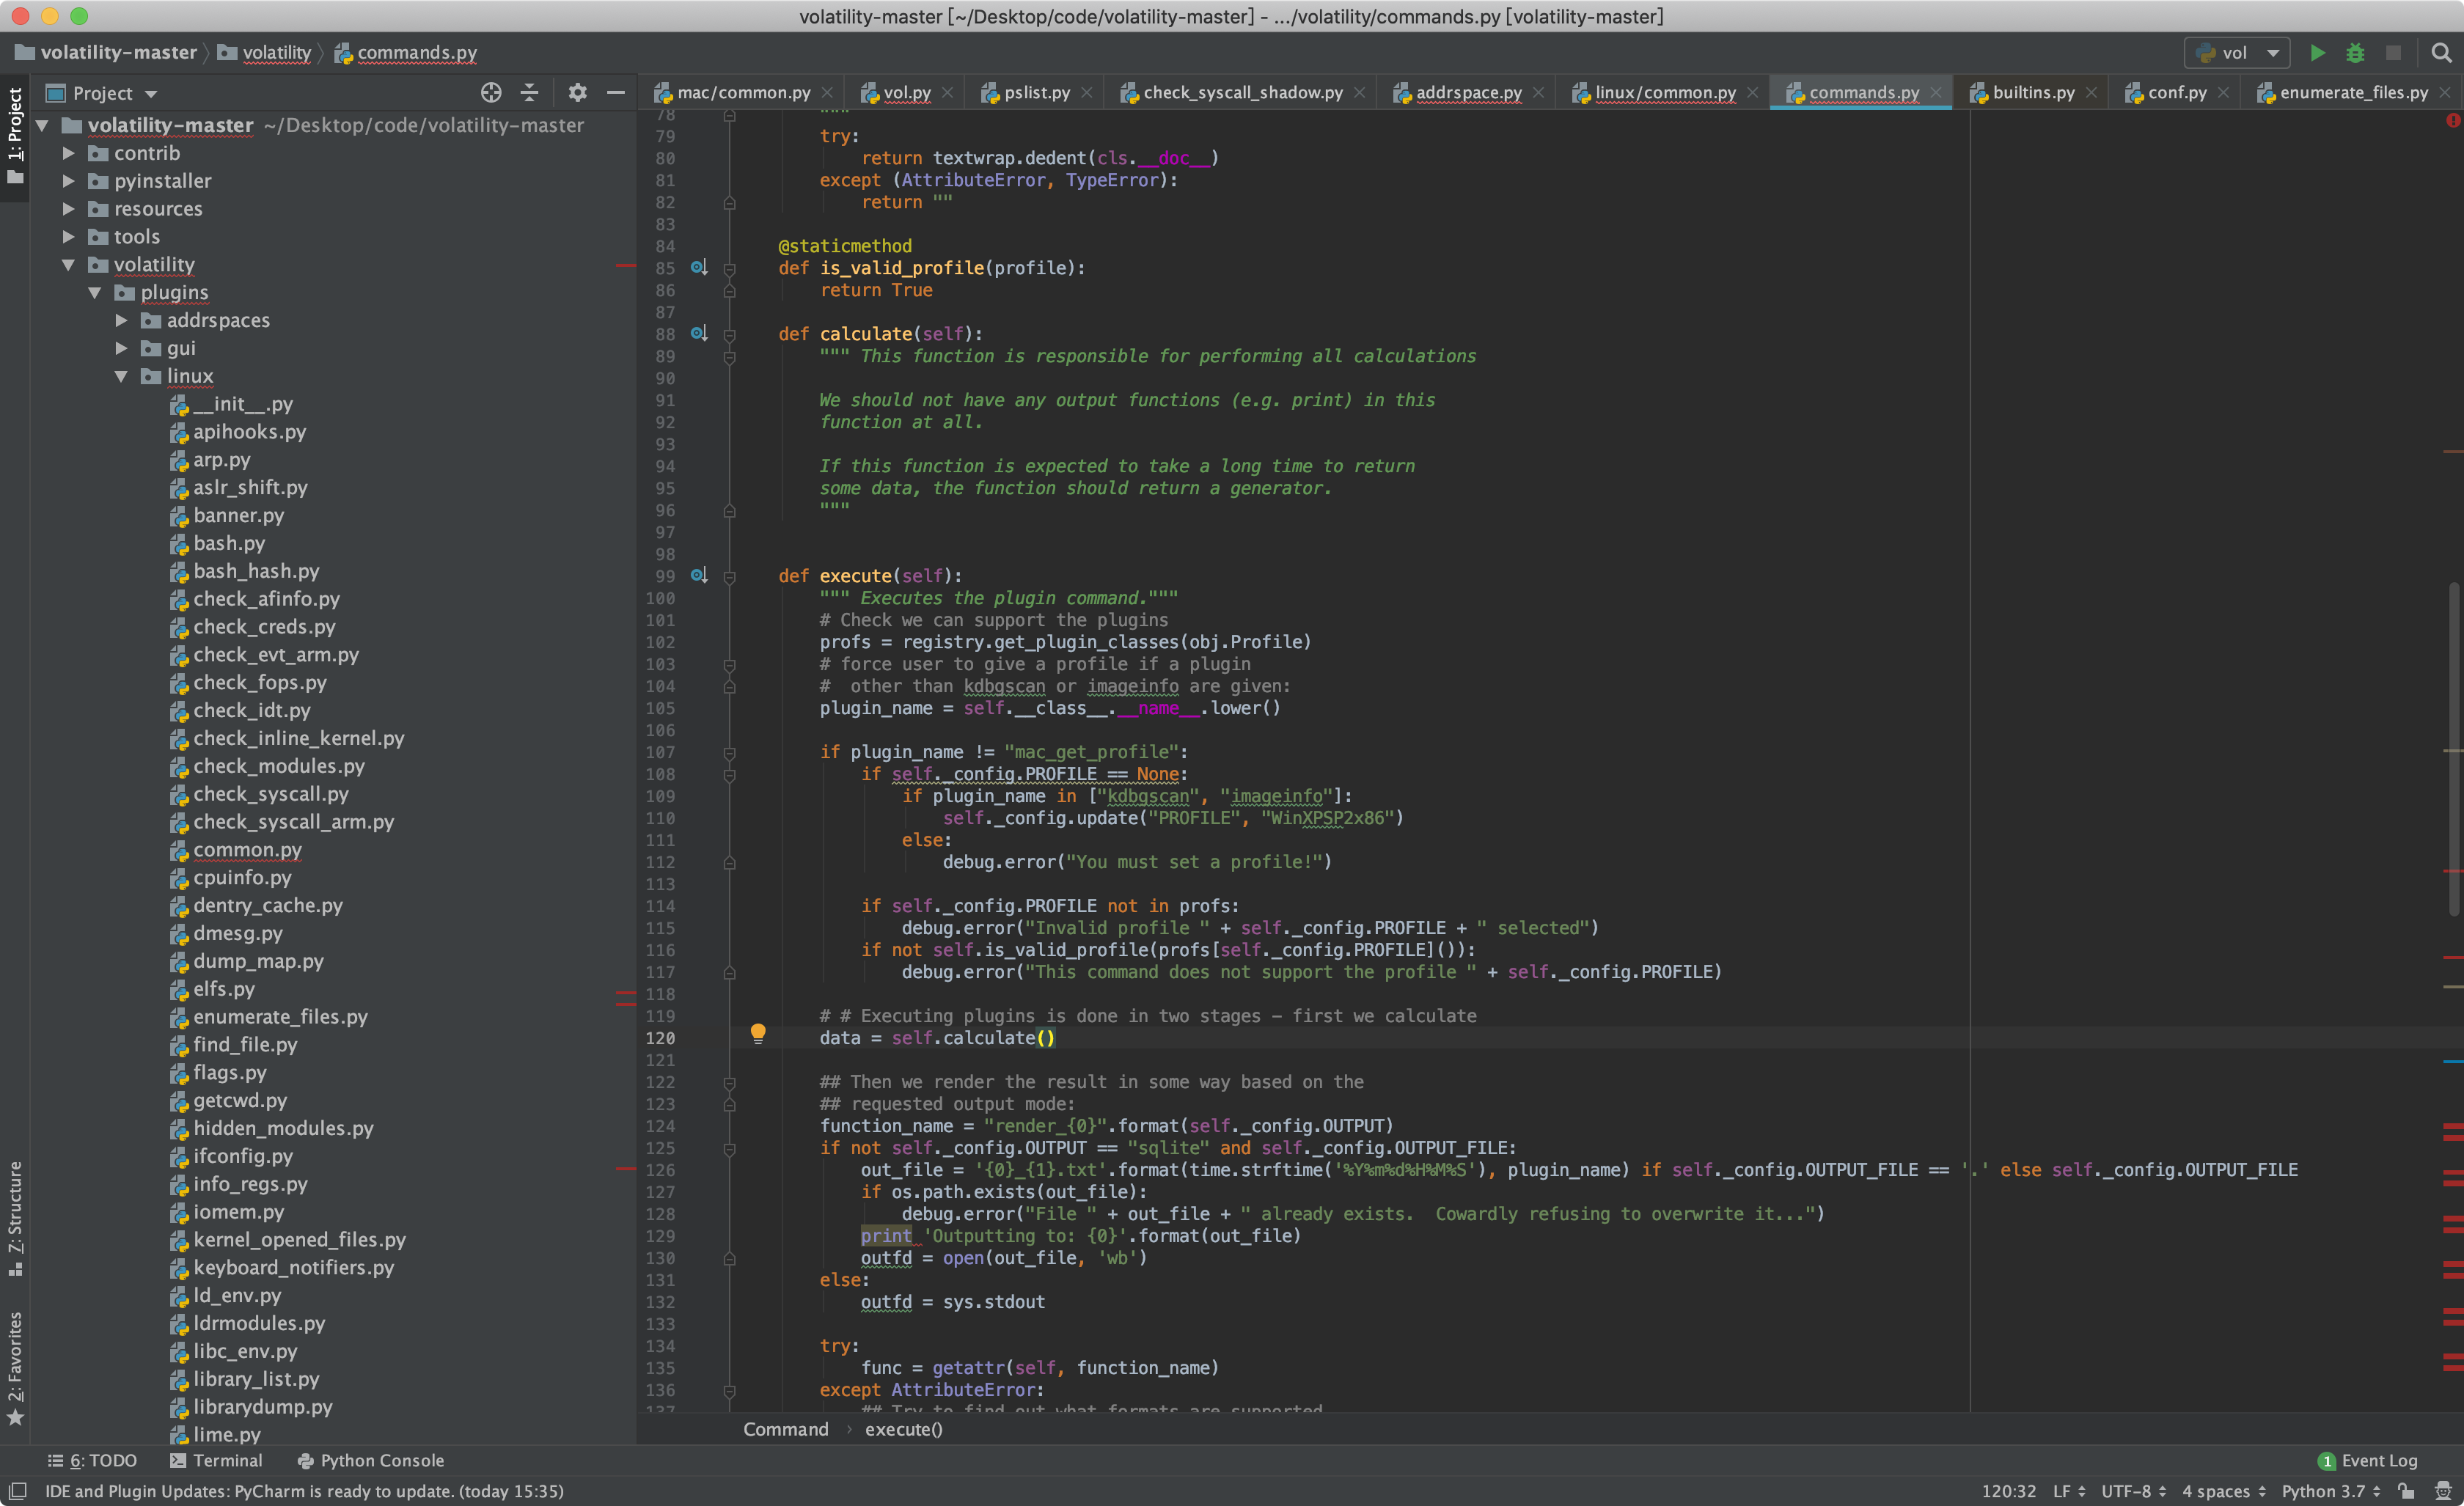 volatility-master [~/Desktop/code/volatility-master] - .../volatility/commands.py [volatility-master]
volatility-master volatility commands.py
vol
Project
mac/common.py vol.py pslist.py check_syscall_shadow.py addrspace.py linux/common.py commands.py builtins.py conf.py enumerate_files.py
1: Project
Z: Structure
2: Favorites
volatility-master ~/Desktop/code/volatility-master
contrib
pyinstaller
resources
tools
volatility
plugins
addrspaces
gui
linux
__init__.py
apihooks.py
arp.py
aslr_shift.py
banner.py
bash.py
bash_hash.py
check_afinfo.py
check_creds.py
check_evt_arm.py
check_fops.py
check_idt.py
check_inline_kernel.py
check_modules.py
check_syscall.py
check_syscall_arm.py
common.py
cpuinfo.py
dentry_cache.py
dmesg.py
dump_map.py
elfs.py
enumerate_files.py
find_file.py
flags.py
getcwd.py
hidden_modules.py
ifconfig.py
info_regs.py
iomem.py
kernel_opened_files.py
keyboard_notifiers.py
ld_env.py
ldrmodules.py
libc_env.py
library_list.py
librarydump.py
lime.py
78 """
79 try:
80 return textwrap.dedent(cls.__doc__)
81 except (AttributeError, TypeError):
82 return ""
83
84 @staticmethod
85 def is_valid_profile(profile):
86 return True
87
88 def calculate(self):
89 """ This function is responsible for performing all calculations
90
91 We should not have any output functions (e.g. print) in this
92 function at all.
93
94 If this function is expected to take a long time to return
95 some data, the function should return a generator.
96 """
97
98
99 def execute(self):
100 """ Executes the plugin command."""
101 # Check we can support the plugins
102 profs = registry.get_plugin_classes(obj.Profile)
103 # force user to give a profile if a plugin
104 #  other than kdbgscan or imageinfo are given:
105 plugin_name = self.__class__.__name__.lower()
106
107 if plugin_name != "mac_get_profile":
108 if self._config.PROFILE == None:
109 if plugin_name in ["kdbgscan", "imageinfo"]:
110 self._config.update("PROFILE", "WinXPSP2x86")
111 else:
112 debug.error("You must set a profile!")
113
114 if self._config.PROFILE not in profs:
115 debug.error("Invalid profile " + self._config.PROFILE + " selected")
116 if not self.is_valid_profile(profs[self._config.PROFILE]()):
117 debug.error("This command does not support the profile " + self._config.PROFILE)
118
119 # # Executing plugins is done in two stages - first we calculate
120 data = self.calculate()
121
122 ## Then we render the result in some way based on the
123 ## requested output mode:
124 function_name = "render_{0}".format(self._config.OUTPUT)
125 if not self._config.OUTPUT == "sqlite" and self._config.OUTPUT_FILE:
126 out_file = '{0}_{1}.txt'.format(time.strftime('%Y%m%d%H%M%S'), plugin_name) if self._config.OUTPUT_FILE == '.' else self._config.OUTPUT_FILE
127 if os.path.exists(out_file):
128 debug.error("File " + out_file + " already exists.  Cowardly refusing to overwrite it...")
129 print 'Outputting to: {0}'.format(out_file)
130 outfd = open(out_file, 'wb')
131 else:
132 outfd = sys.stdout
133
134 try:
135 func = getattr(self, function_name)
136 except AttributeError:
137 ## Try to find out what formats are supported
Command execute()
6: TODO Terminal Python Console
1 Event Log
IDE and Plugin Updates: PyCharm is ready to update. (today 15:35)
120:32 LF UTF-8 4 spaces Python 3.7